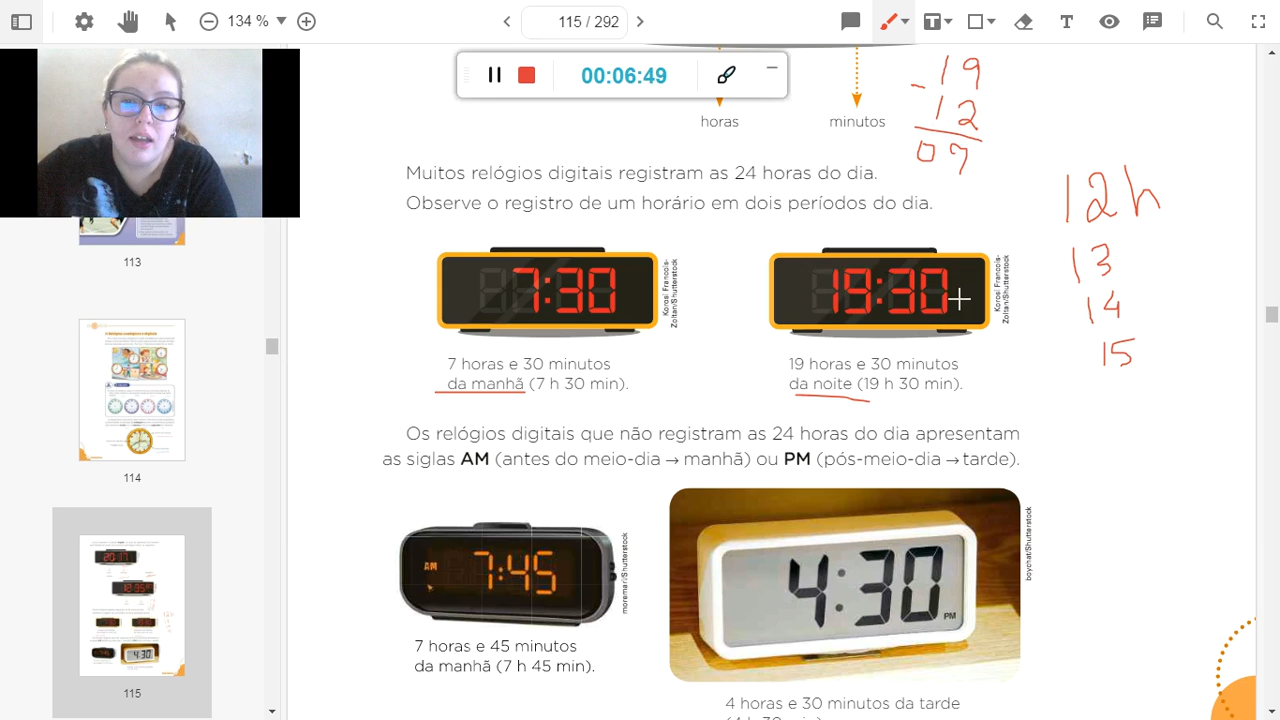 134 %
115 / 292
00:06:49
horas
minutos
- 19
12
07
Muitos relógios digitais registram as 24 horas do dia.
Observe o registro de um horário em dois períodos do dia.
12h
13
14
15
7:30
Korosi Francois-
Zoltan/Shutterstock
19:30
Korosi Francois-
Zoltan/Shutterstock
7 horas e 30 minutos
da manhã (7 h 30 min).
19 horas e 30 minutos
da noite (19 h 30 min).
Os relógios digitais que não registram as 24 horas do dia apresentam
as siglas AM (antes do meio-dia → manhã) ou PM (pós-meio-dia → tarde).
AM 7:45
moremar/Shutterstock
4:30 PM
boychat/Shutterstock
7 horas e 45 minutos
da manhã (7 h 45 min).
4 horas e 30 minutos da tarde
113
114
115